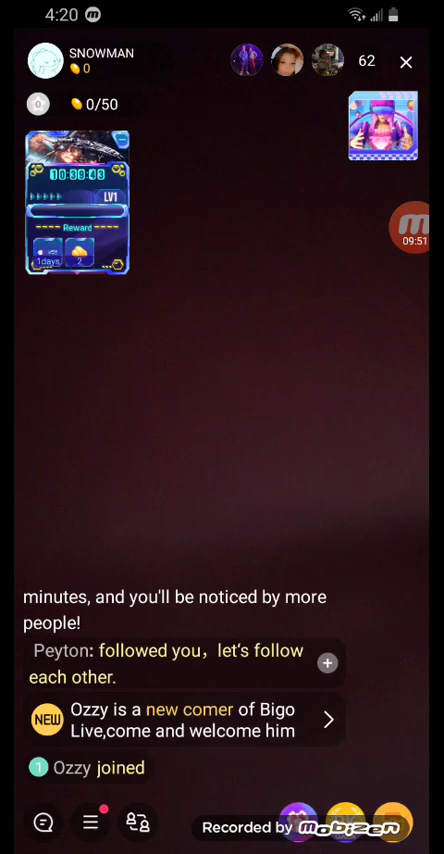 4:20
SNOWMAN
0
62
0
0/50
10:39:43
LV1
Reward
1days
2
09:51
minutes, and you'll be noticed by more
people!
Peyton: followed you, let's follow
each other.
NEW
Ozzy is a new comer of Bigo
Live,come and welcome him
1 Ozzy joined
Recorded by mobizen